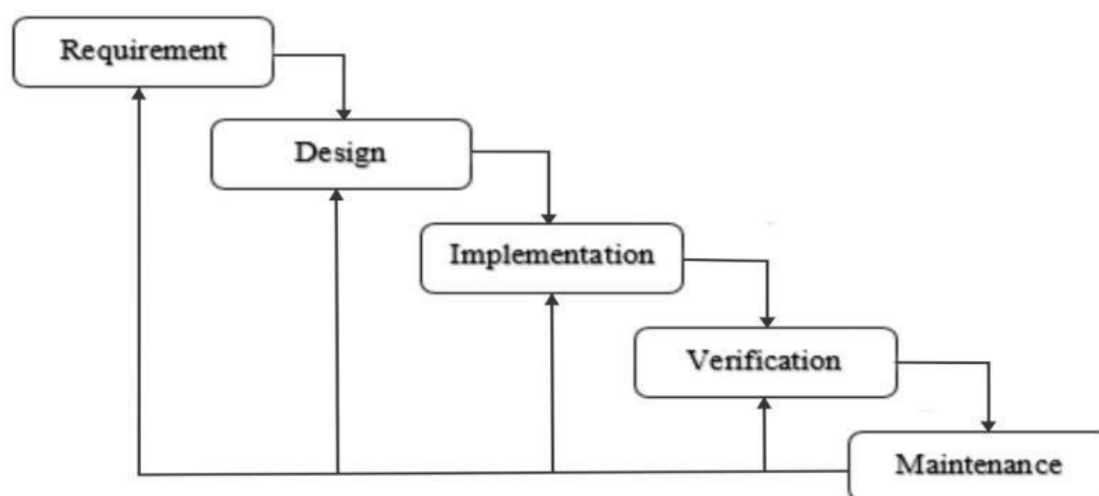 Requirement
Design
Implementation
Verification
Maintenance